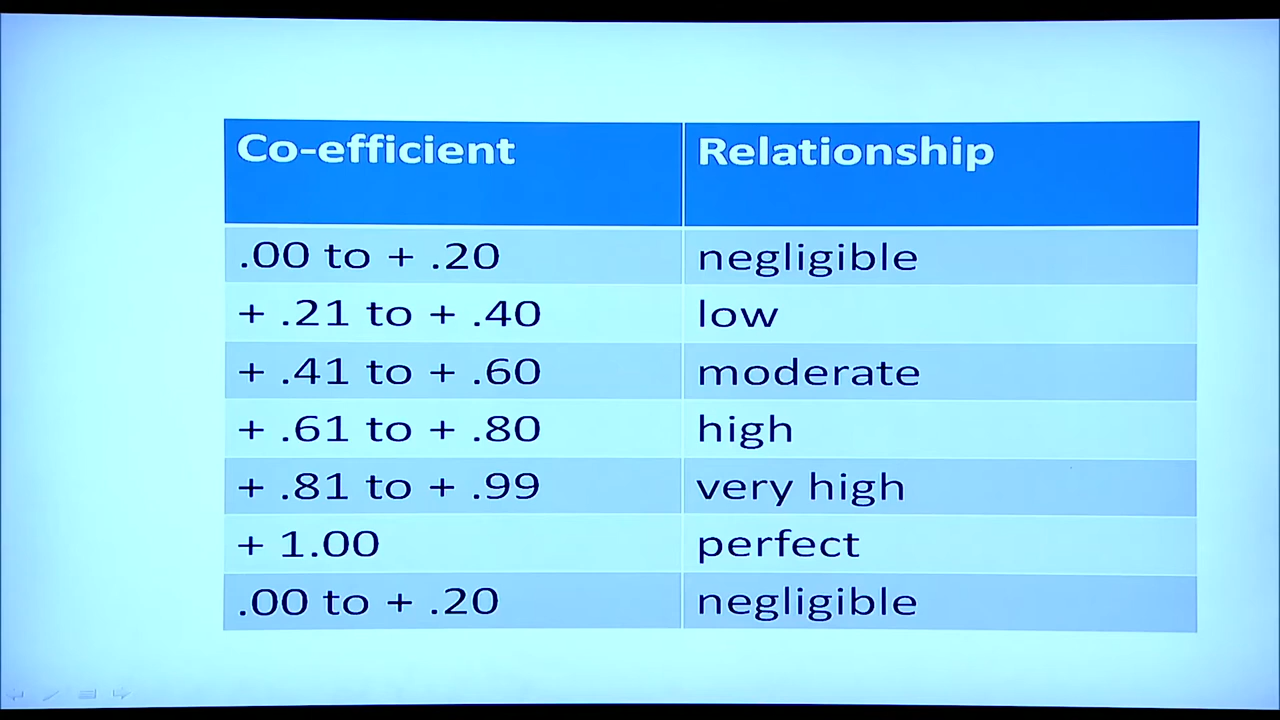 Co-efficient Relationship
.00 to + .20 negligible
+ .21 to + .40 low
+ .41 to + .60 moderate
+ .61 to + .80 high
+ .81 to + .99 very high
+ 1.00 perfect
.00 to + .20 negligible